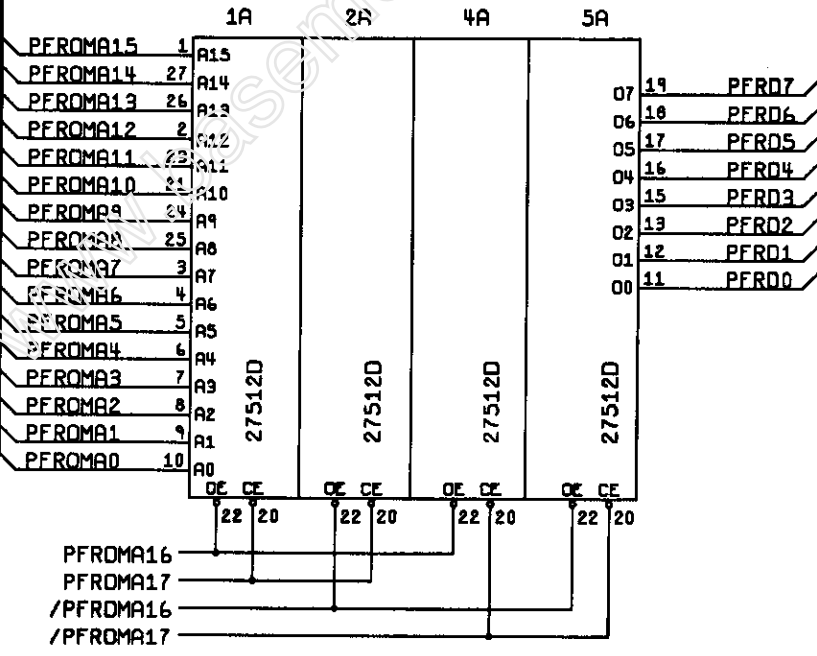 1A 2A 4A 5A
PFROMA15 1 A15
PFROMA14 27 A14
PFROMA13 26 A13
PFROMA12 2 A12
PFROMA11 23 A11
PFROMA10 21 A10
PFROMA9 24 A9
PFROMA8 25 A8
PFROMA7 3 A7
PFROMA6 4 A6
PFROMA5 5 A5
PFROMA4 6 A4
PFROMA3 7 A3
PFROMA2 8 A2
PFROMA1 9 A1
PFROMA0 10 A0
O7 19 PFRD7
O6 18 PFRD6
O5 17 PFRD5
O4 16 PFRD4
O3 15 PFRD3
O2 13 PFRD2
O1 12 PFRD1
O0 11 PFRD0
27512D 27512D 27512D 27512D
OE CE OE CE OE CE OE CE
22 20 22 20 22 20 22 20
PFROMA16
PFROMA17
/PFROMA16
/PFROMA17